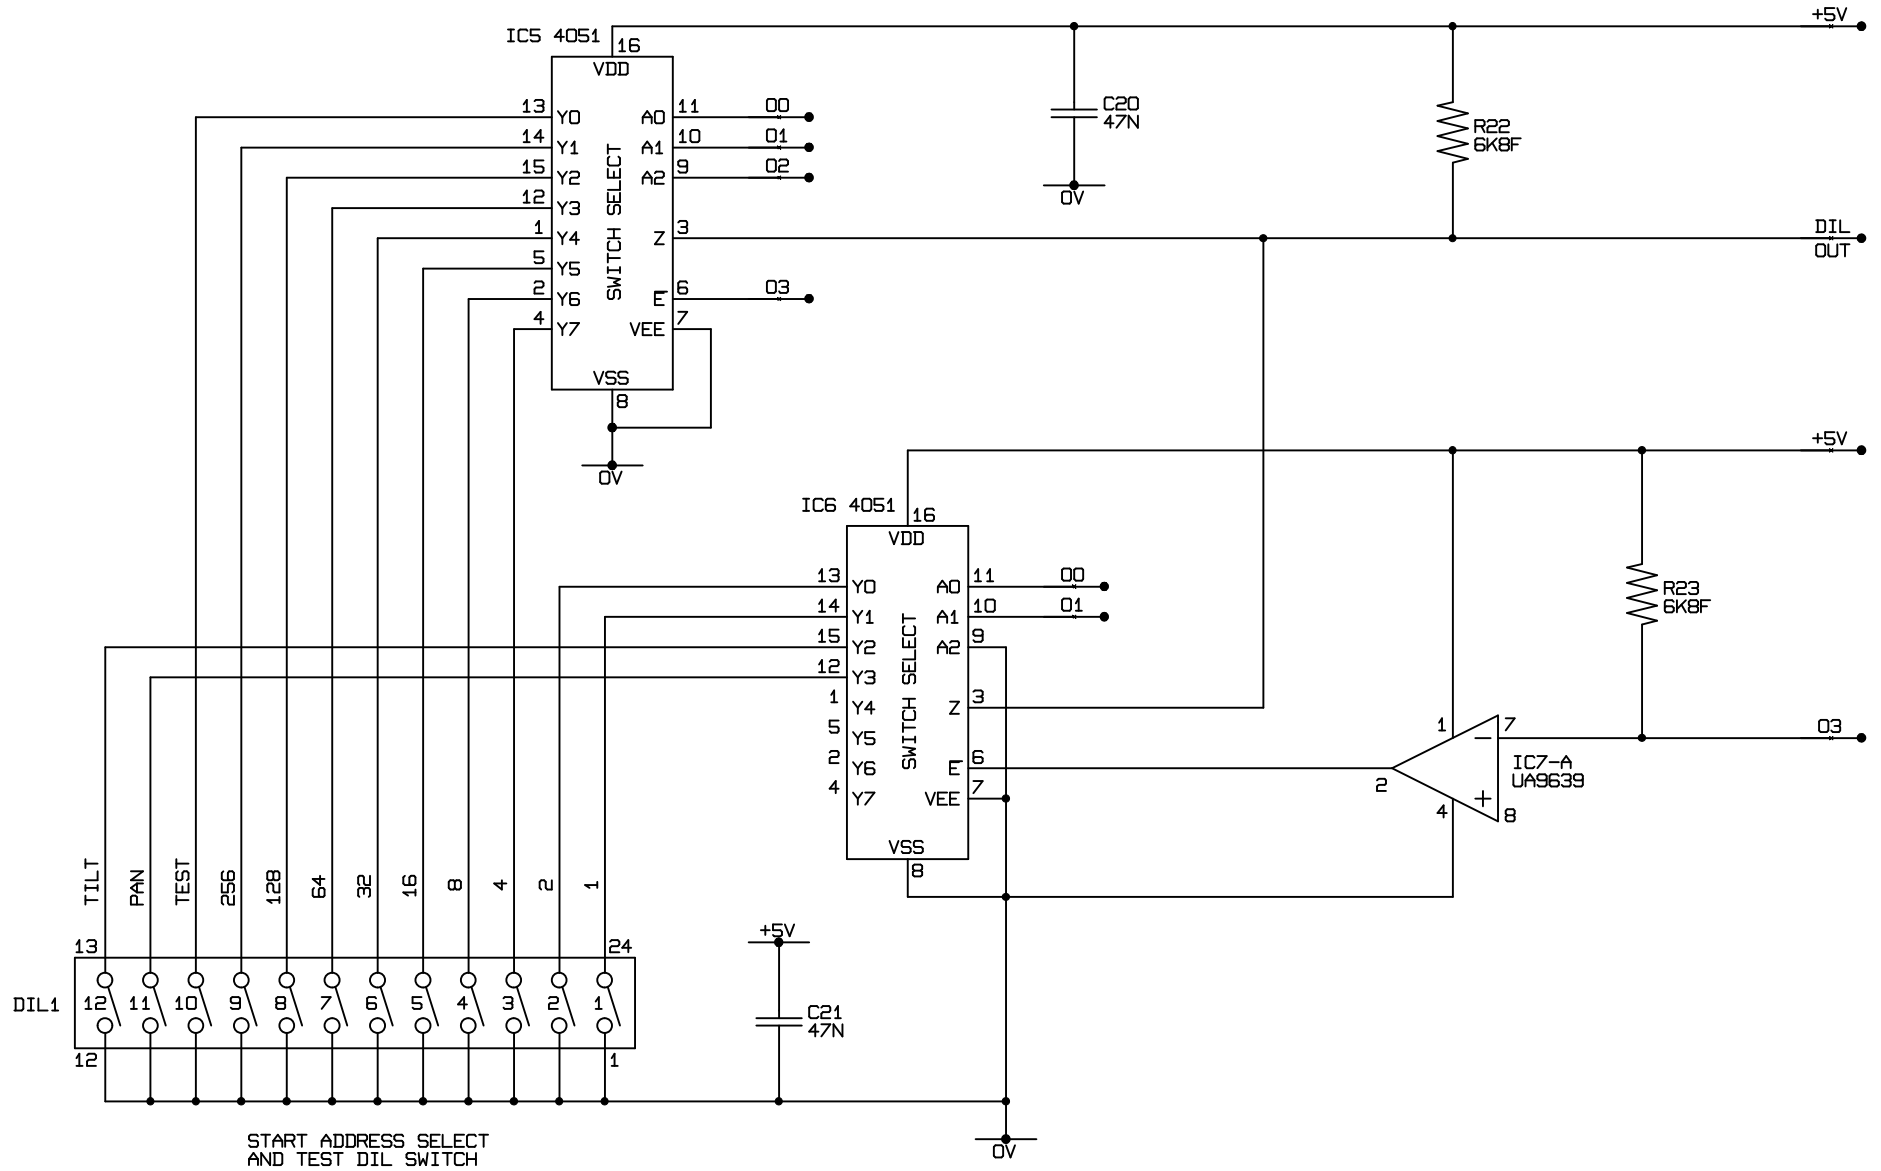 +5V
IC5 4051
16
VDD
13 Y0 A0 11 O0
14 Y1 A1 10 O1
15 Y2 A2 9 O2
12 Y3
1 Y4 Z 3
5 Y5
2 Y6 E 6 O3
4 Y7 VEE 7
SWITCH SELECT
VSS
8
0V
C20
47N
0V
R22
6K8F
DIL
OUT
+5V
IC6 4051
16
VDD
13 Y0 A0 11 O0
14 Y1 A1 10 O1
15 Y2 A2 9
12 Y3
1 Y4 Z 3
5 Y5
2 Y6 E 6
4 Y7 VEE 7
SWITCH SELECT
VSS
8
R23
6K8F
O3
1 − 7
2
IC7-A
UA9639
4 + 8
TILT PAN TEST 256 128 64 32 16 8 4 2 1
13 24
DIL1
12 11 10 9 8 7 6 5 4 3 2 1
12 1
+5V
C21
47N
0V
START ADDRESS SELECT
AND TEST DIL SWITCH